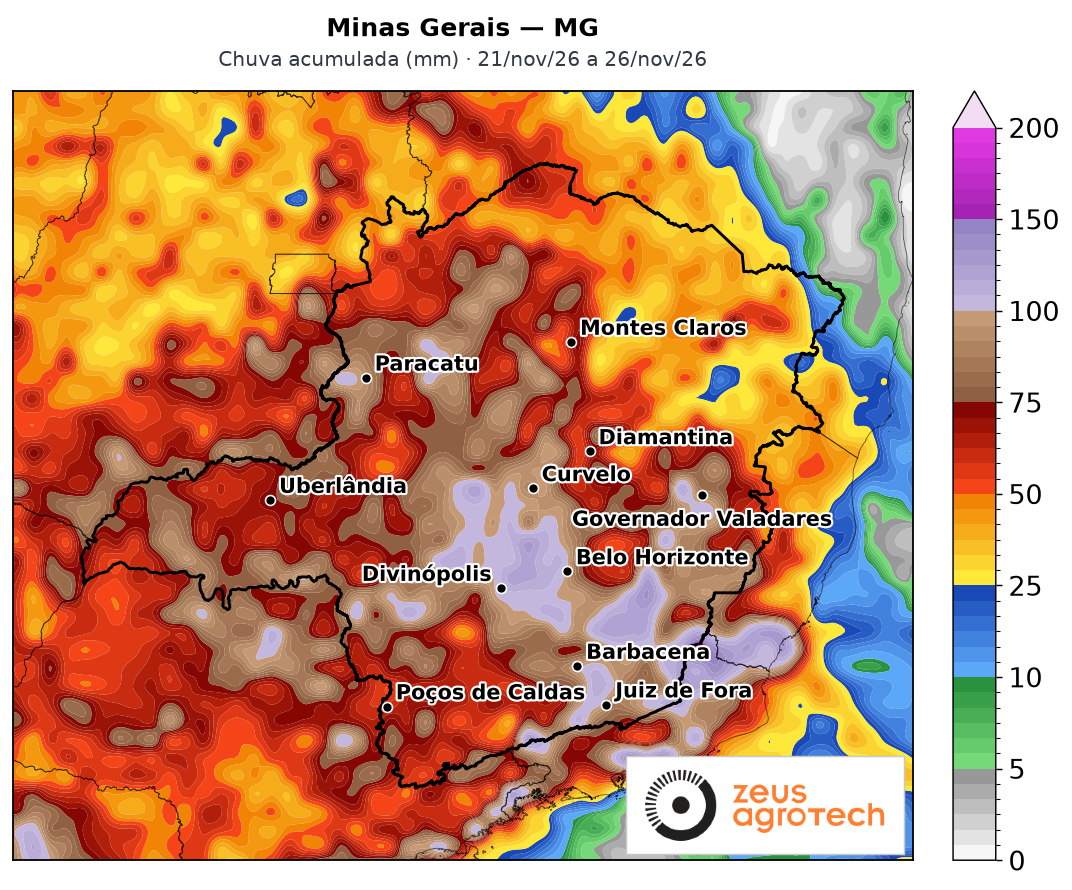 Minas Gerais — MG
Chuva acumulada (mm) · 21/nov/26 a 26/nov/26
200
150
100
75
50
25
10
5
0
Montes Claros
Paracatu
Diamantina
Curvelo
Uberlândia
Governador Valadares
Belo Horizonte
Divinópolis
Barbacena
Poços de Caldas
Juiz de Fora
zeus
agrotech